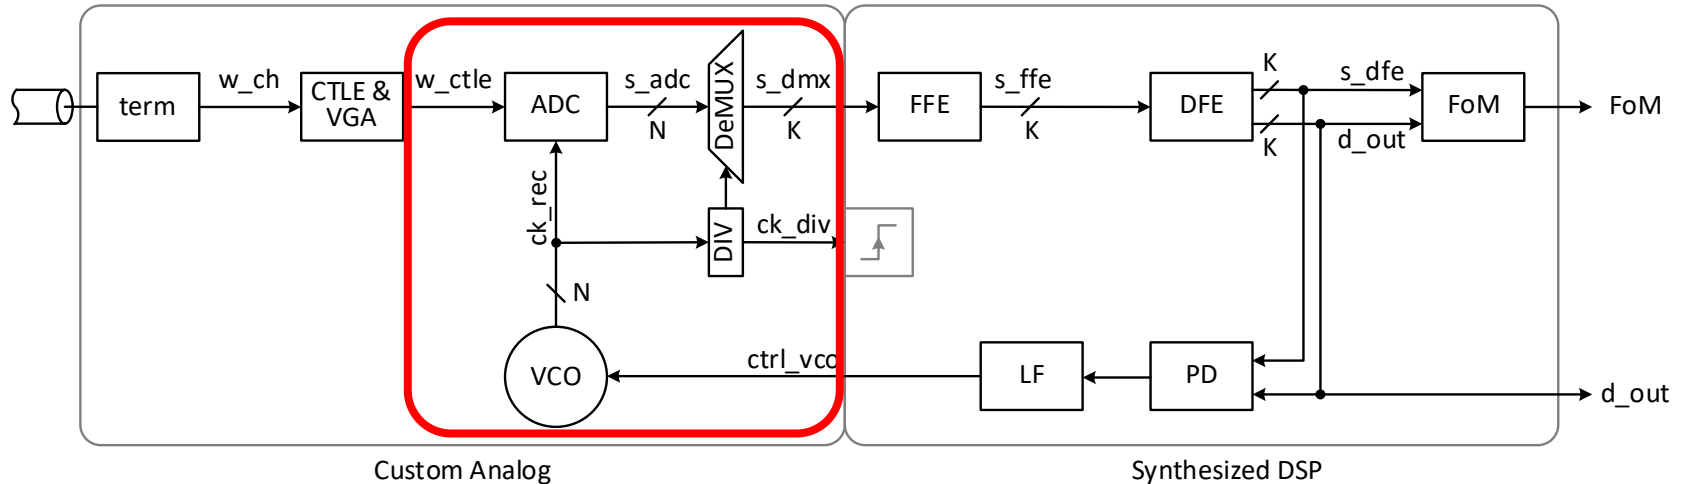 term
w_ch
CTLE &
VGA
w_ctle
ADC
s_adc
N
DeMUX
s_dmx
K
FFE
s_ffe
K
DFE
K
s_dfe
K
d_out
FoM
FoM
ck_rec
DIV
ck_div
N
VCO
ctrl_vco
LF
PD
d_out
Custom Analog
Synthesized DSP